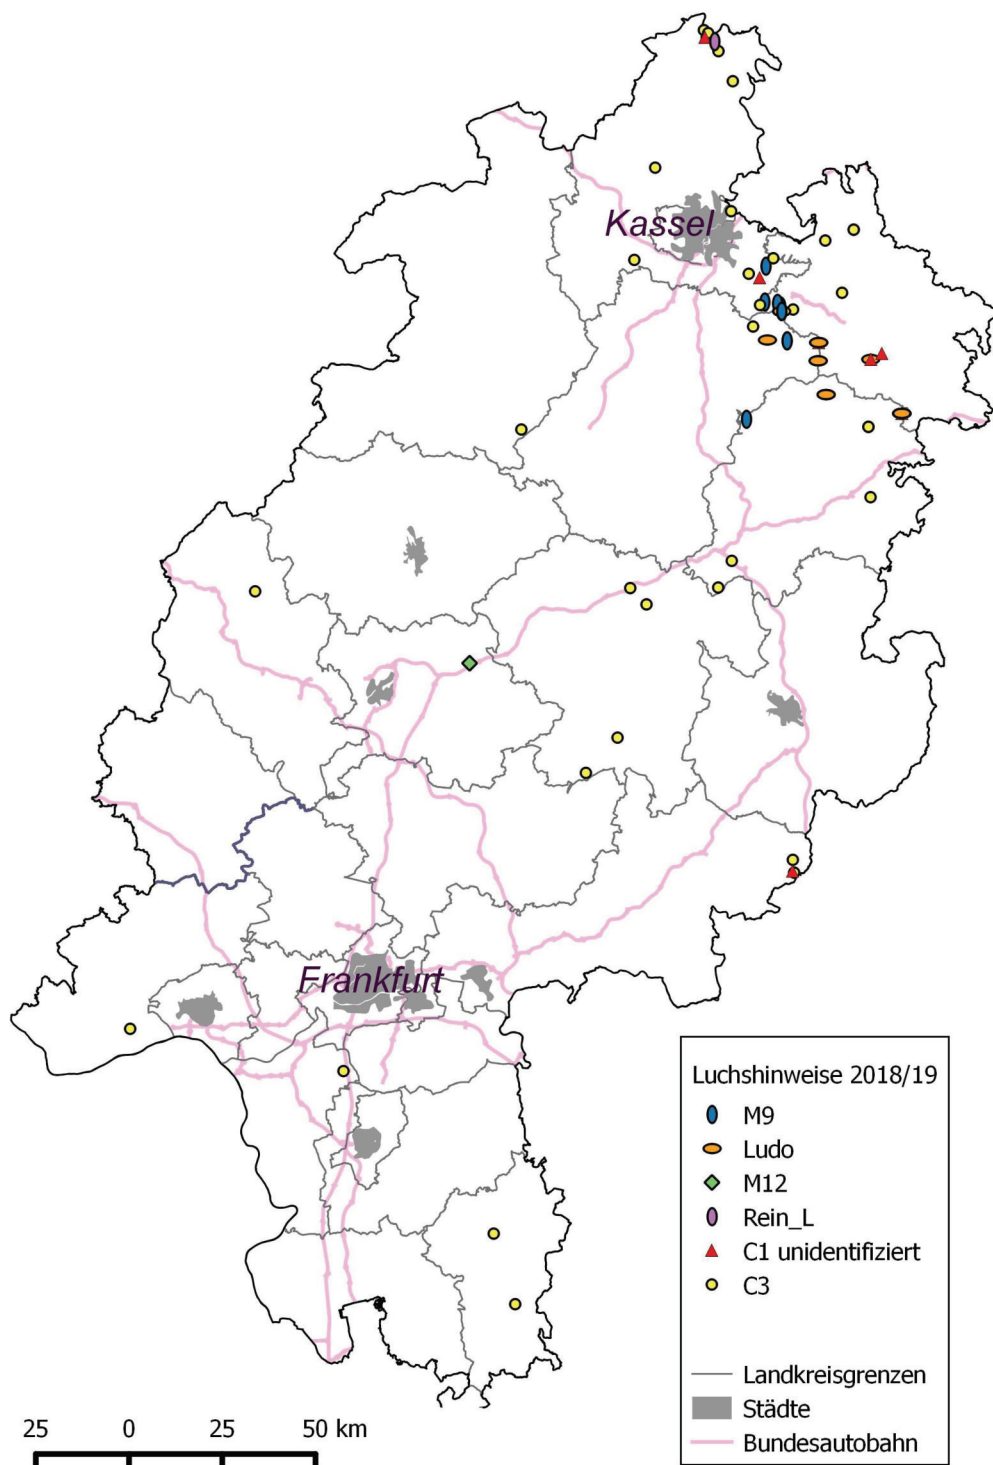 Kassel
Frankfurt
Luchshinweise 2018/19
M9
Ludo
M12
Rein_L
C1 unidentifiziert
C3
Landkreisgrenzen
Städte
Bundesautobahn
25 0 25 50 km